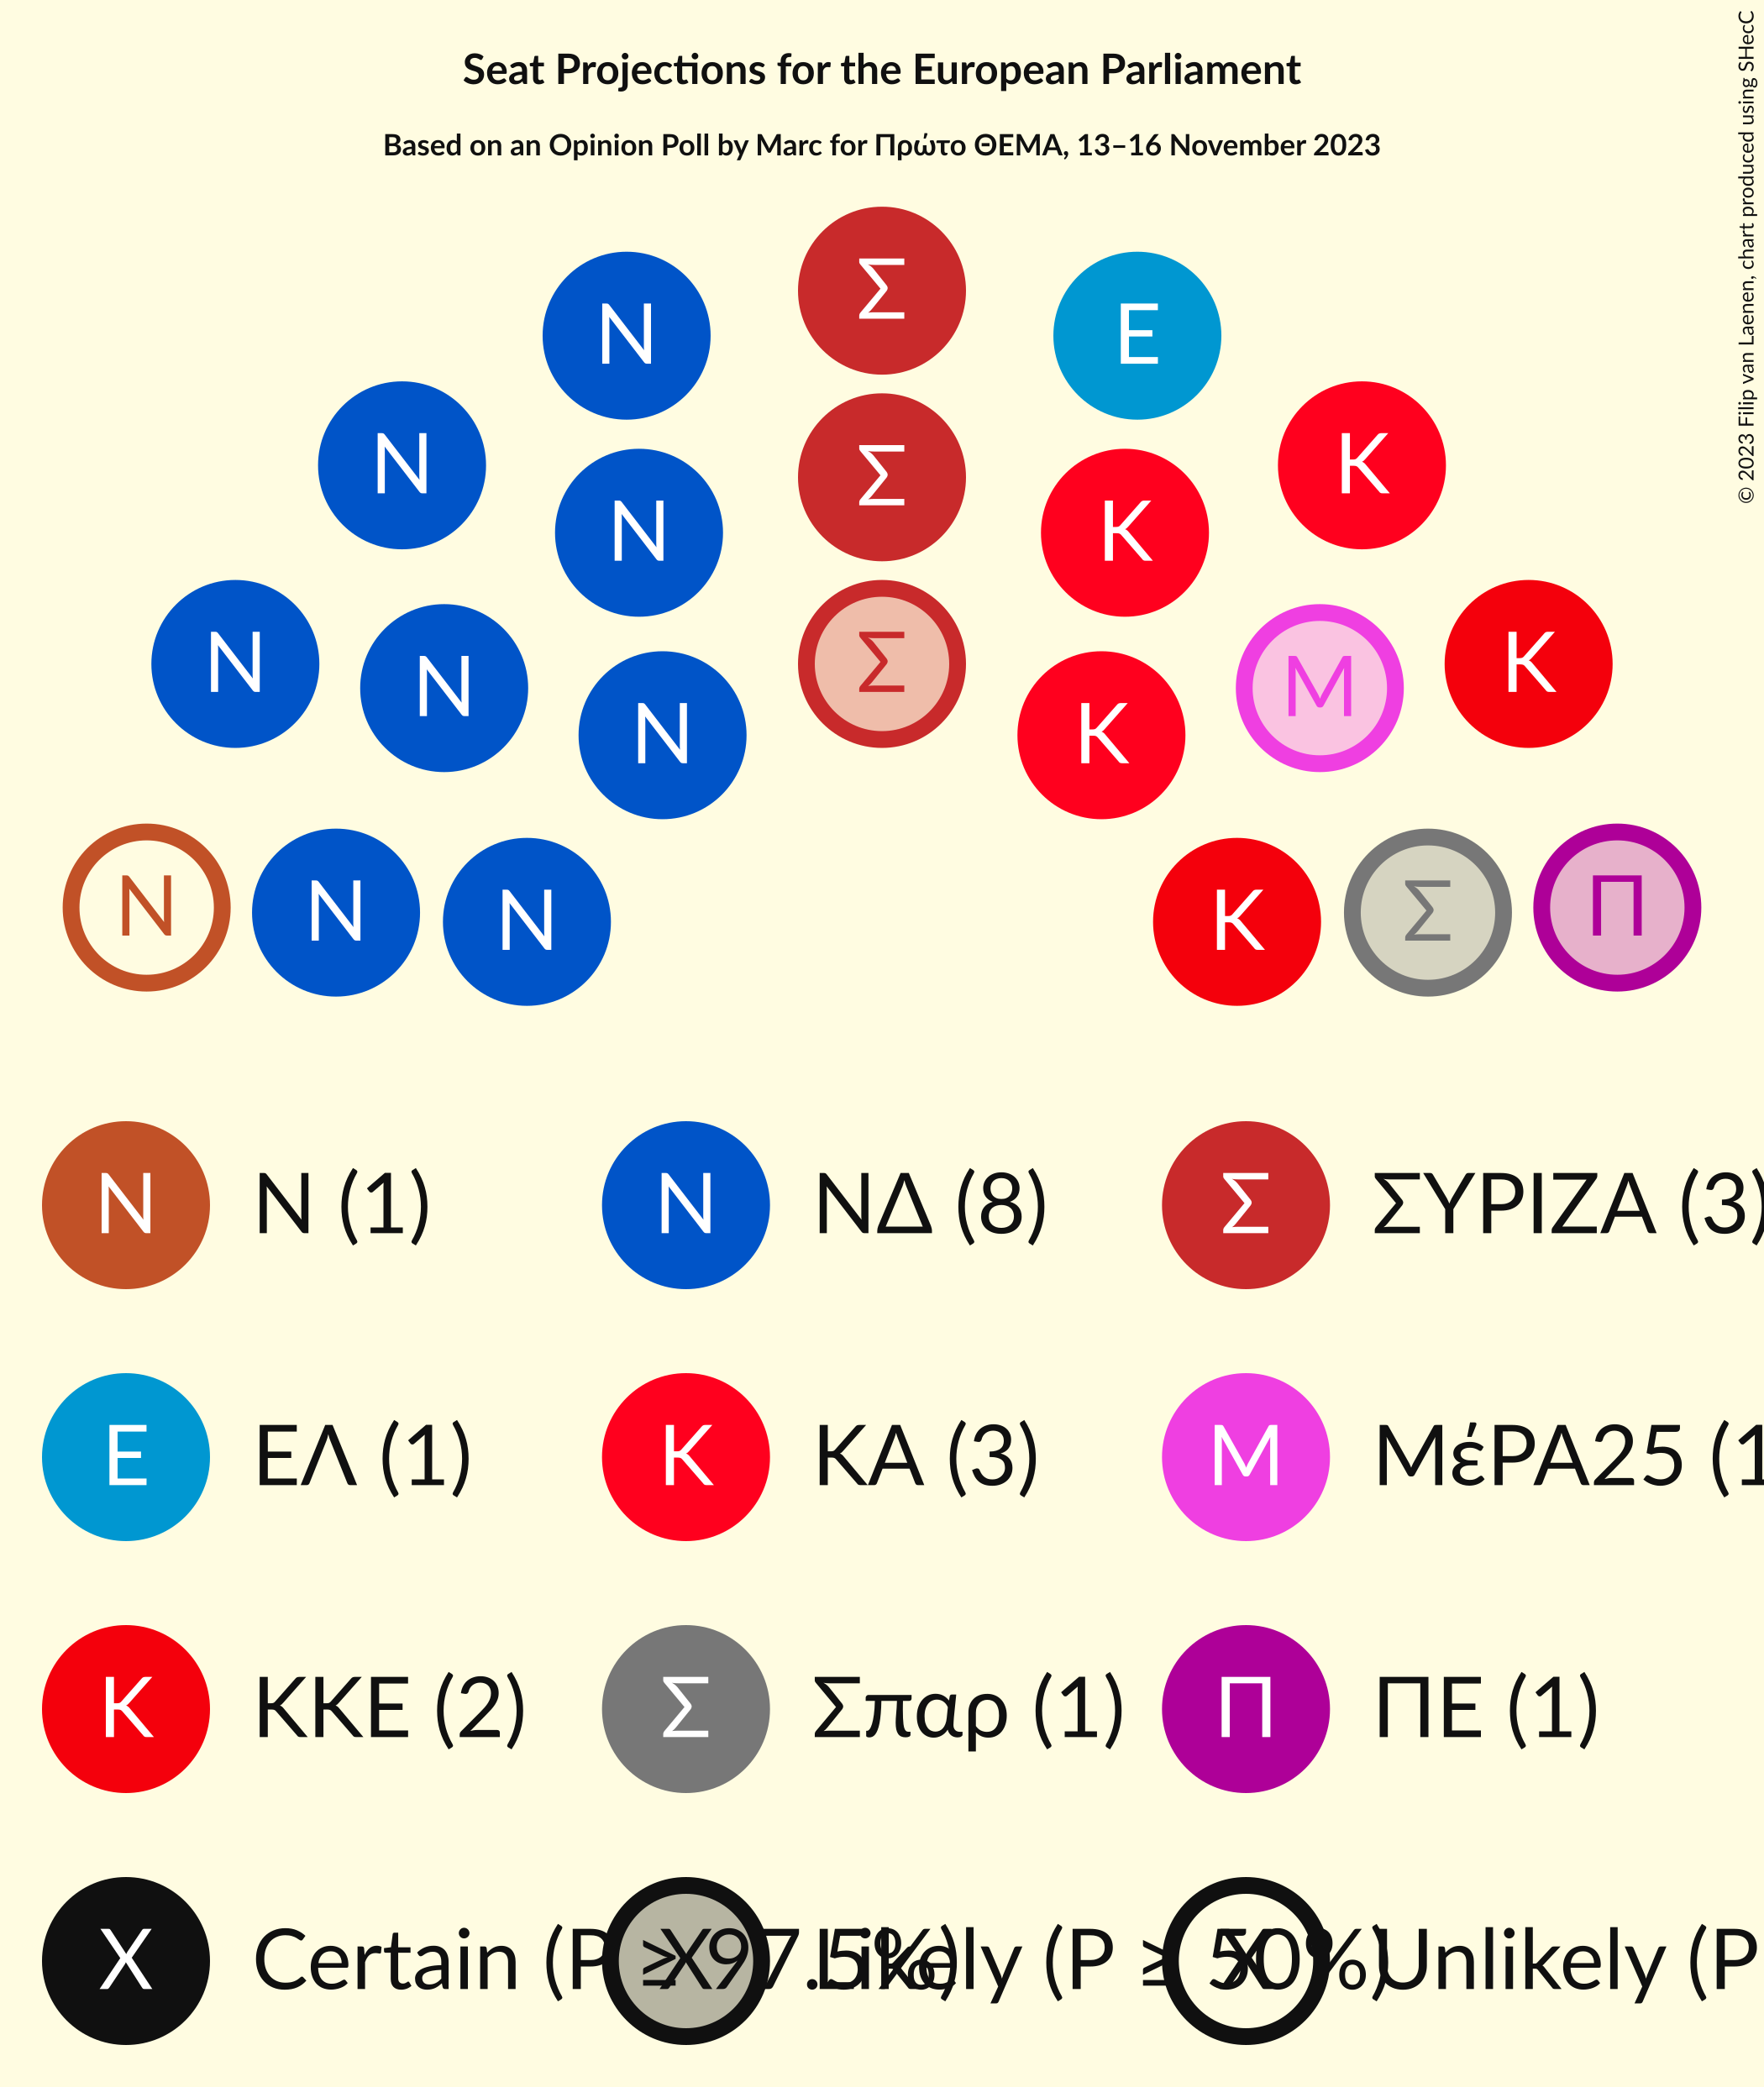 Seat Projections for the European Parliament
Based on an Opinion Poll by Marc for Πρώτο ΘΕΜΑ, 13–16 November 2023
© 2023 Filip van Laenen, chart produced using SHecC
Σ
Ν Ε
Ν Κ
Σ
Ν Κ
Ν Σ Κ
Ν Μ
Ν Κ
Ν Π
Ν Σ
Ν Κ
Ν Ν (1) Ν ΝΔ (8) Σ ΣΥΡΙΖΑ (3)
Ε ΕΛ (1) Κ ΚΑ (3) Μ ΜέΡΑ25 (1
Κ ΚΚΕ (2) Σ Σπαρ (1) Π ΠΕ (1)
X Certain (P ≥ 97.5%) X Likely (P ≥ 50%) X Unlikely (P